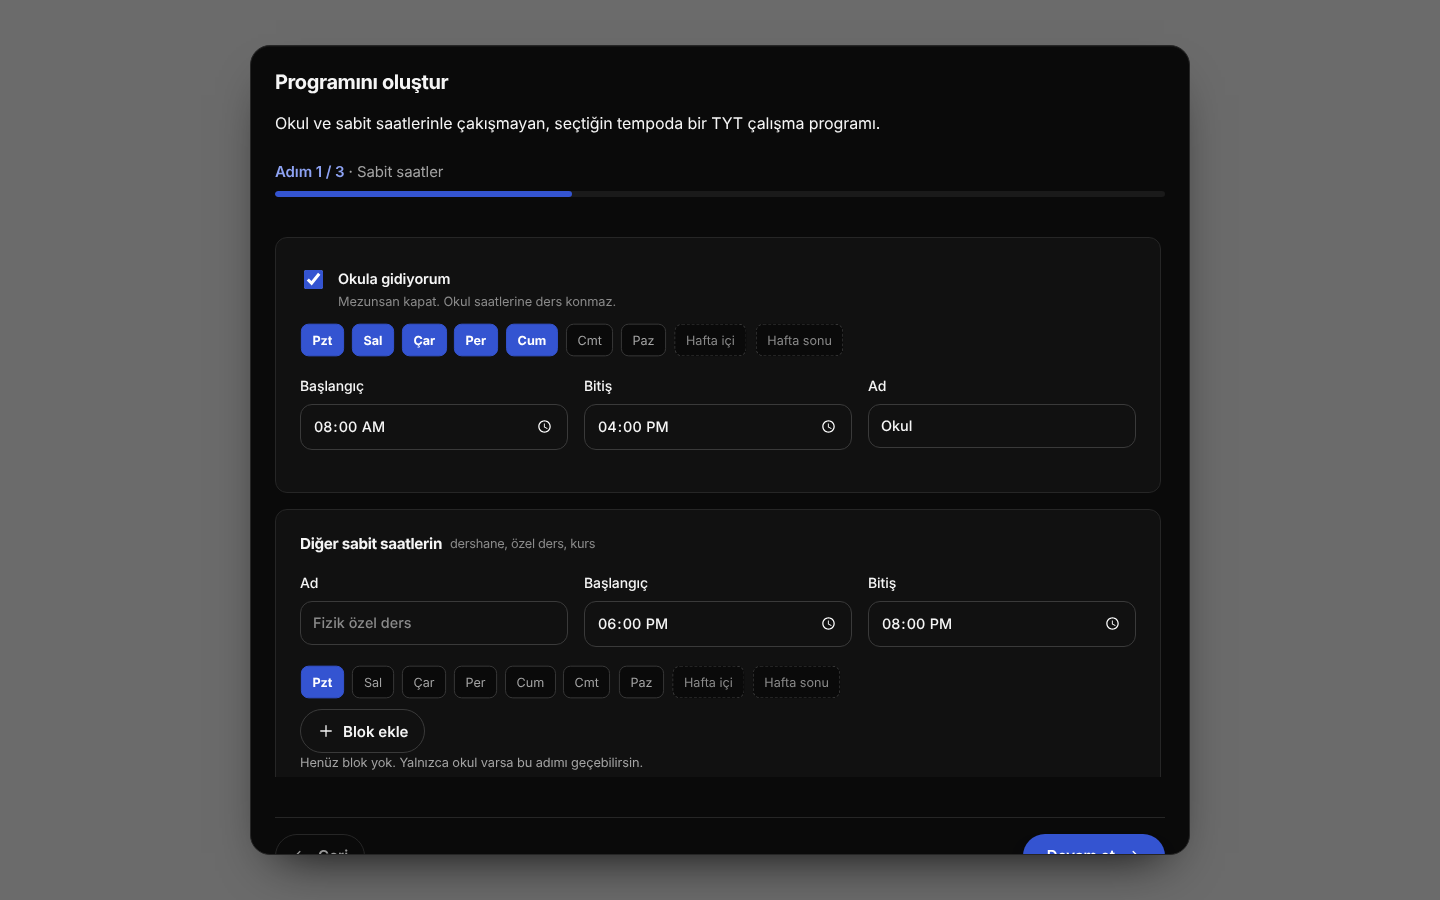 Programını oluştur
Okul ve sabit saatlerinle çakışmayan, seçtiğin tempoda bir TYT çalışma programı.
Adım 1 / 3 · Sabit saatler
Okula gidiyorum
Mezunsan kapat. Okul saatlerine ders konmaz.
Pzt Sal Çar Per Cum Cmt Paz Hafta içi Hafta sonu
Başlangıç Bitiş Ad
08:00 AM 04:00 PM Okul
Diğer sabit saatlerin dershane, özel ders, kurs
Ad Başlangıç Bitiş
Fizik özel ders 06:00 PM 08:00 PM
Pzt Sal Çar Per Cum Cmt Paz Hafta içi Hafta sonu
Blok ekle
Henüz blok yok. Yalnızca okul varsa bu adımı geçebilirsin.
Geri Devam et